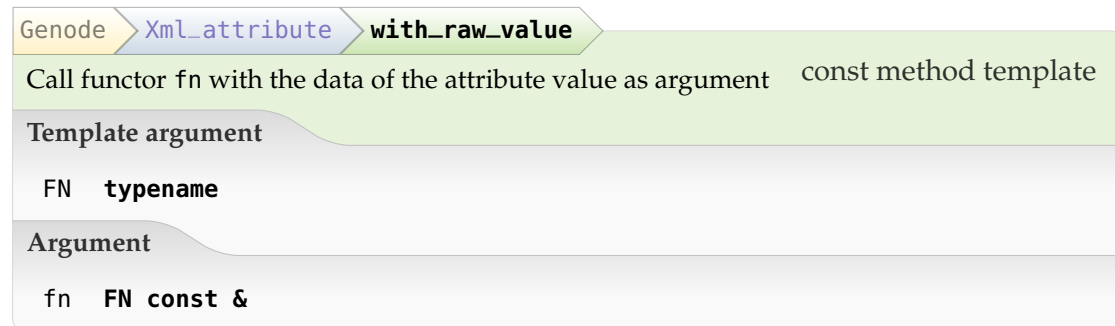 Genode Xml_attribute with_raw_value
Call functor fn with the data of the attribute value as argument const method template
Template argument
FN typename
Argument
fn FN const &